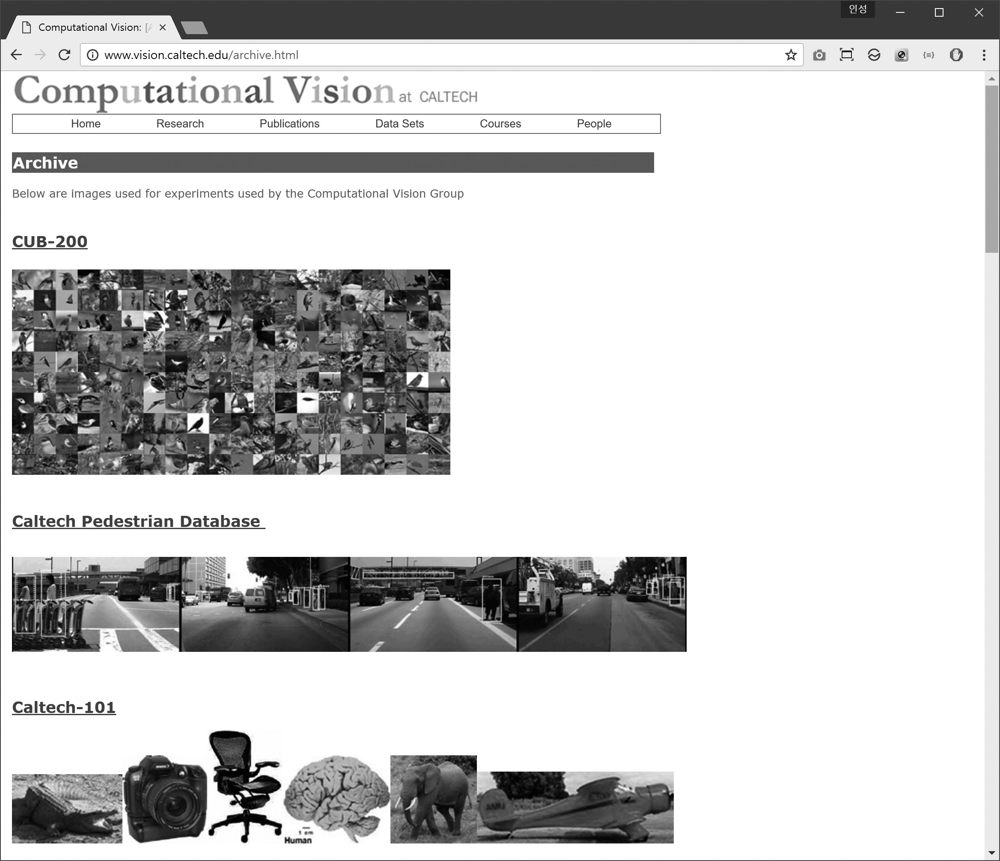 인성
Computational Vision: [A
www.vision.caltech.edu/archive.html
Computational Vision at CALTECH
Home Research Publications Data Sets Courses People
Archive
Below are images used for experiments used by the Computational Vision Group
CUB-200
Caltech Pedestrian Database
Caltech-101
Canon
1 cm
Human